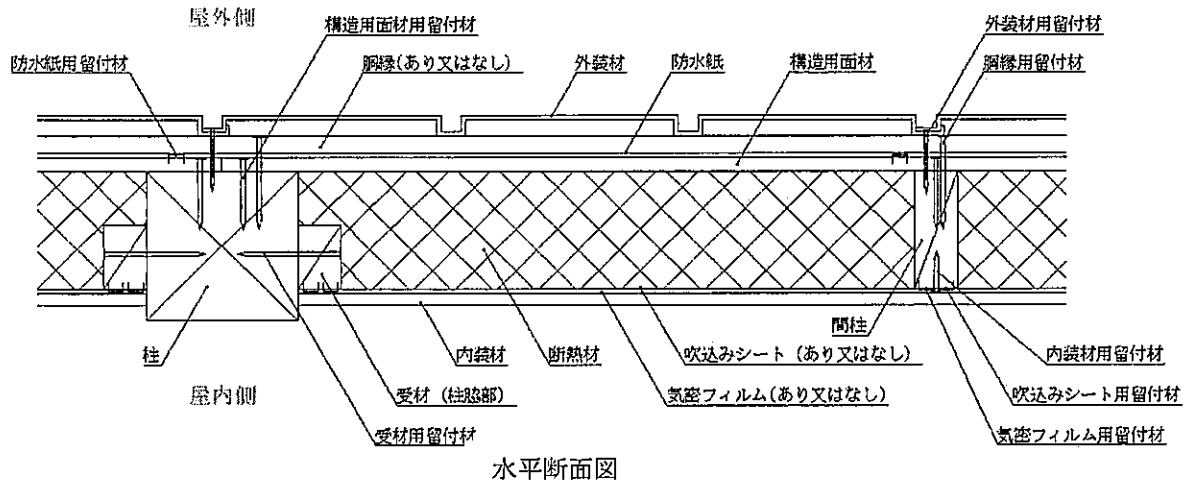 屋外側
構造用面材用留付材
外装材用留付材
防水紙用留付材
胴縁(あり又はなし)
外装材
防水紙
構造用面材
胴縁用留付材
柱
内装材
断熱材
吹込みシート(あり又はなし)
間柱
内装材用留付材
屋内側
受材(柱脇部)
気密フィルム(あり又はなし)
吹込みシート用留付材
受材用留付材
気密フィルム用留付材
水平断面図